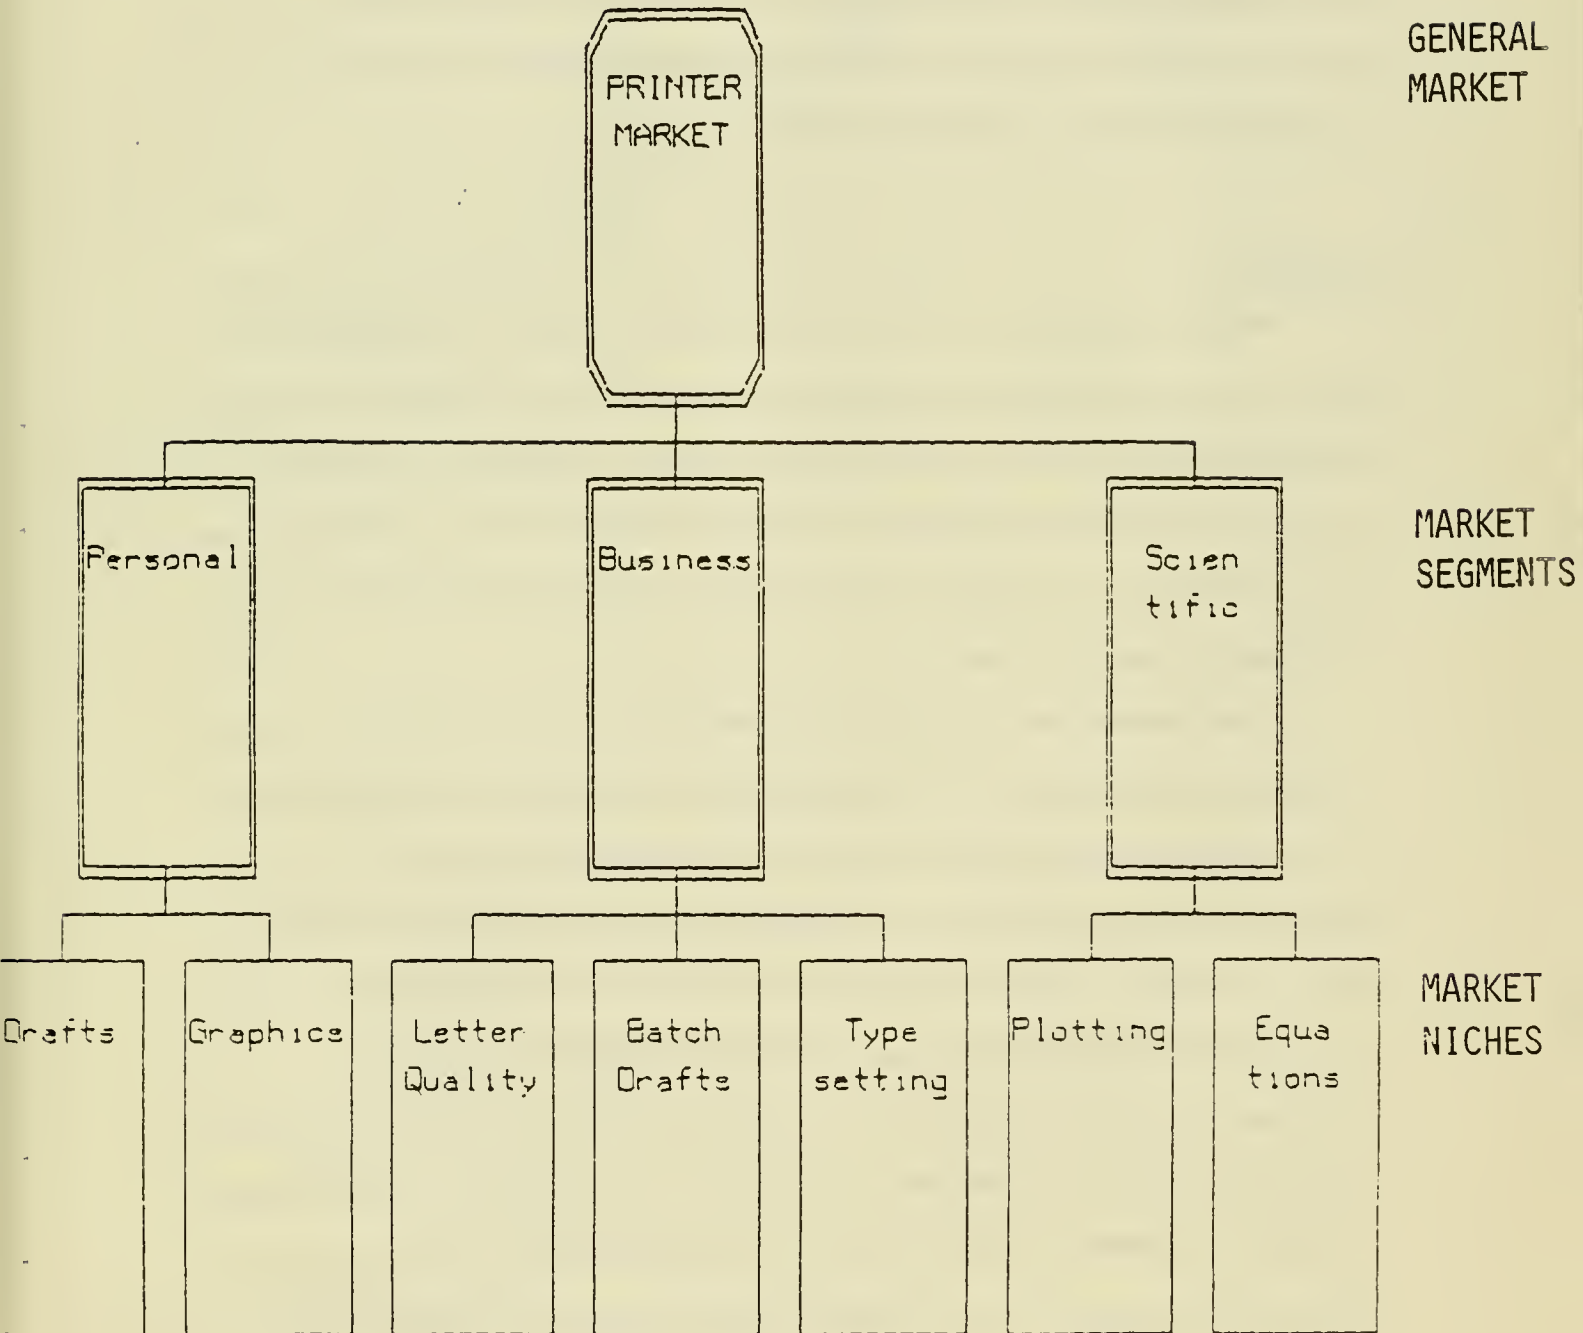 PRINTER
MARKET
GENERAL
MARKET
Personal
Business
Scien
tific
MARKET
SEGMENTS
Drafts
Graphics
Letter
Quality
Batch
Drafts
Type
setting
Plotting
Equa
tions
MARKET
NICHES